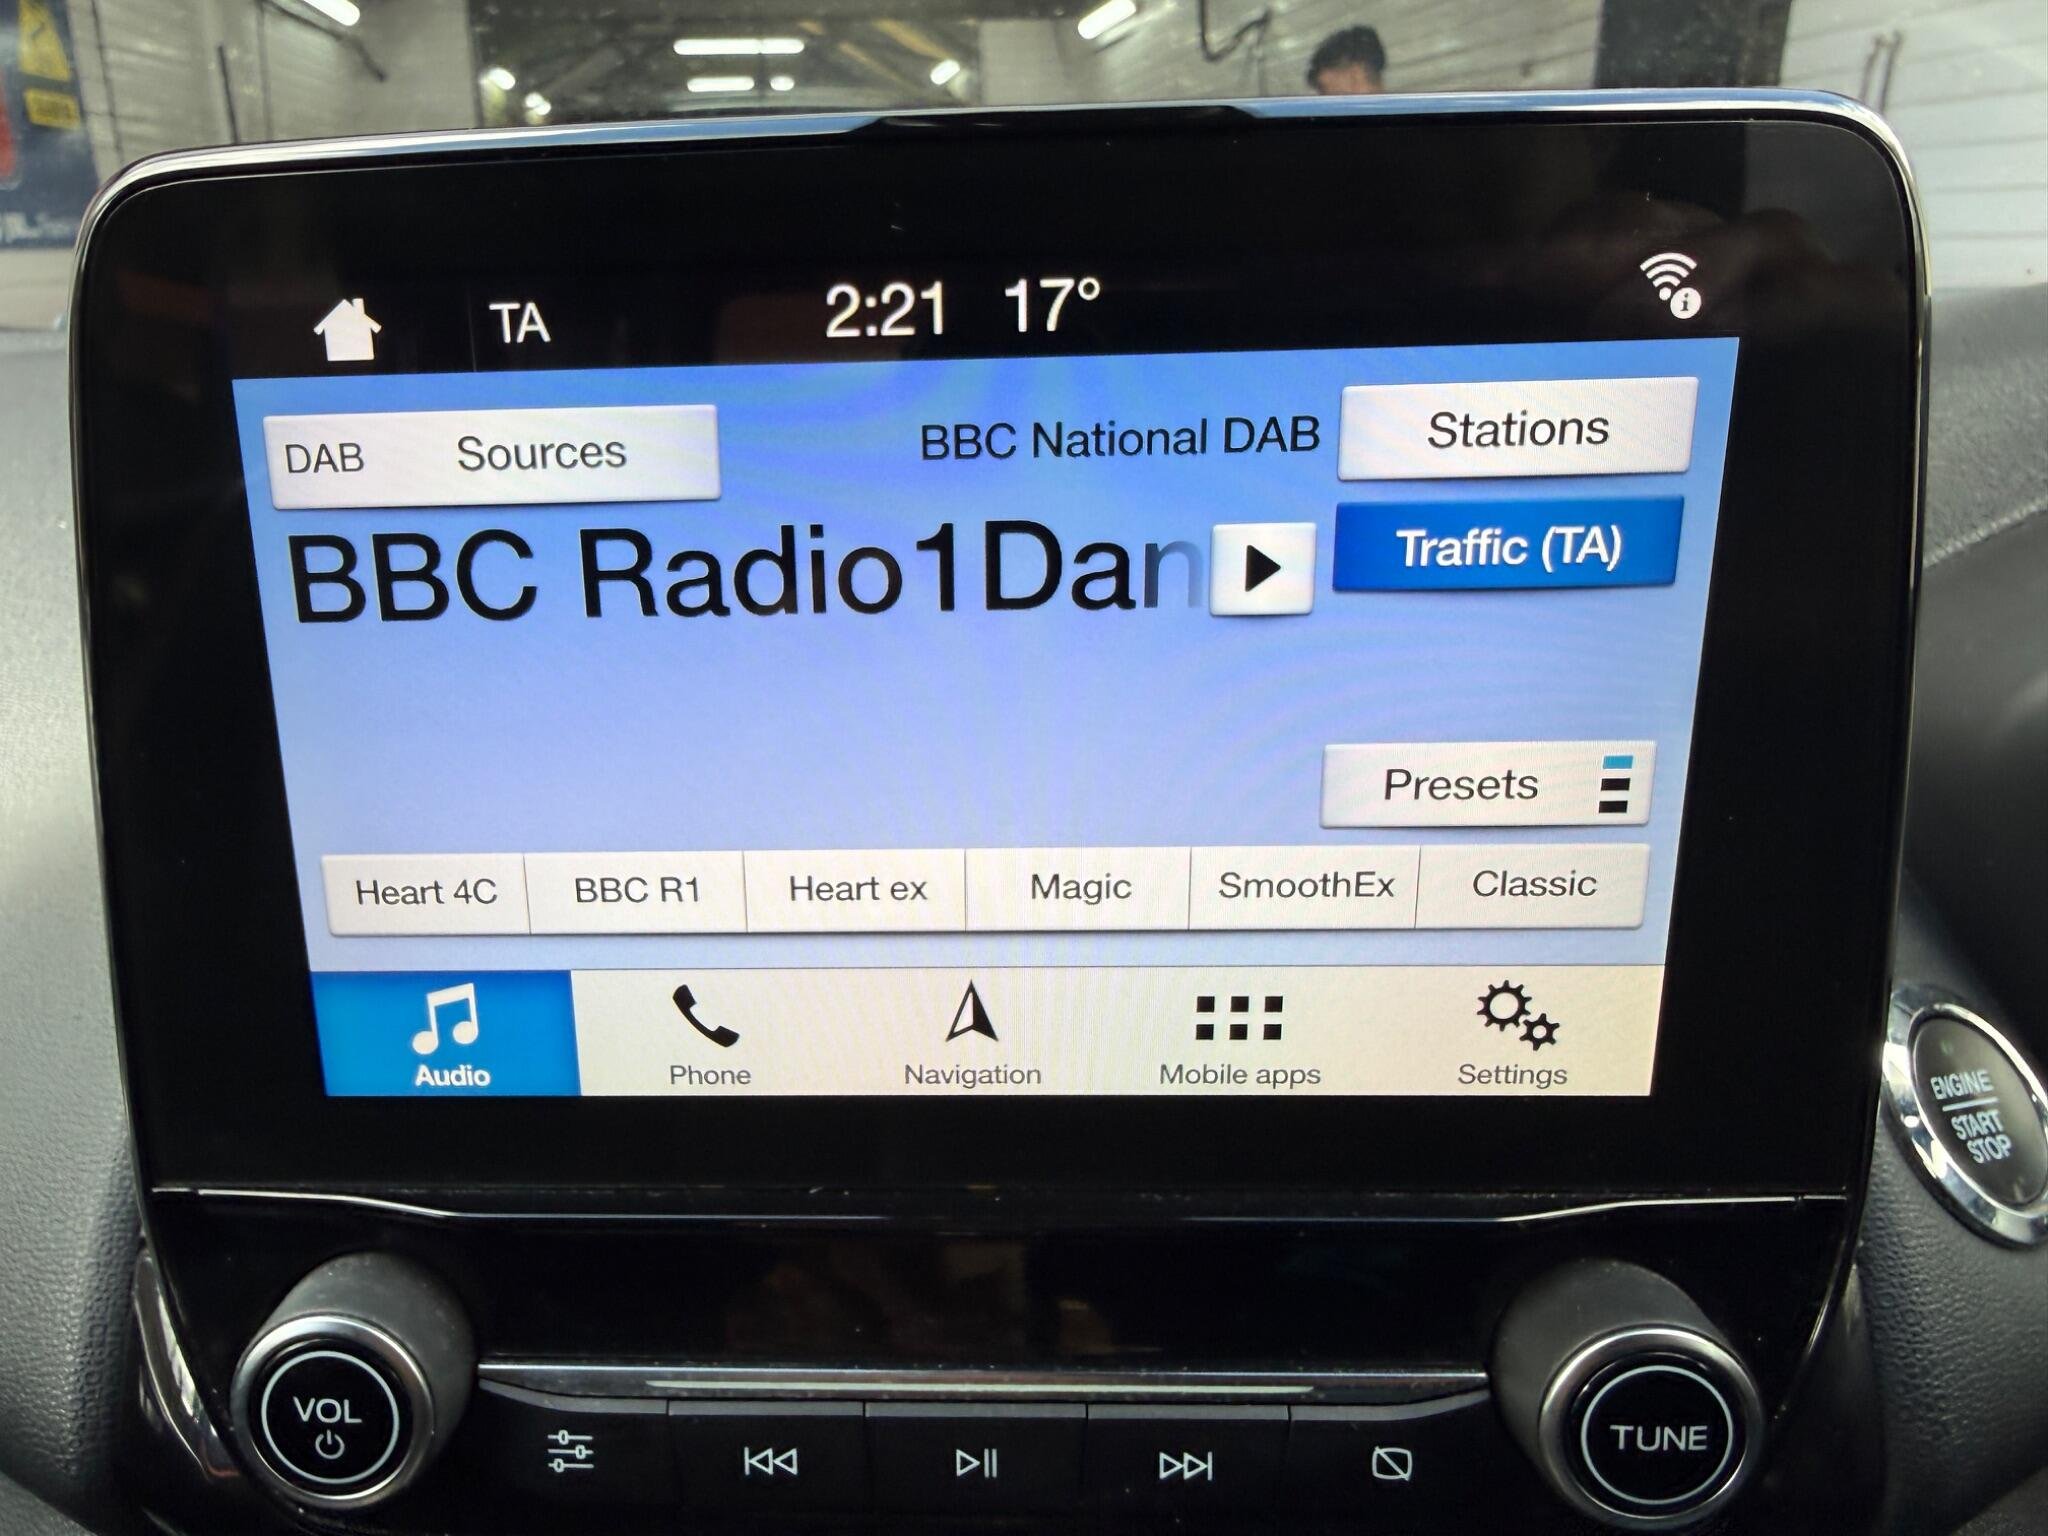 TA 2:21 17°
DAB Sources BBC National DAB Stations
BBC Radio1Dan Traffic (TA)
Presets
Heart 4C BBC R1 Heart ex Magic SmoothEx Classic
Audio Phone Navigation Mobile apps Settings
ENGINE
START
STOP
VOL
TUNE